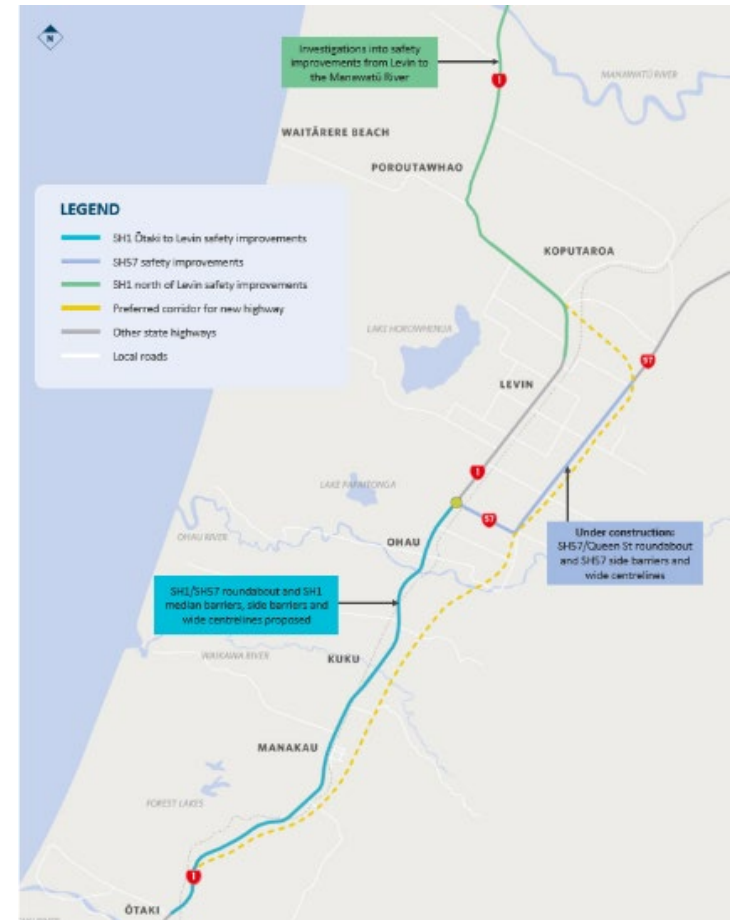 N
Investigations into safety
improvements from Levin to
the Manawatū River
1
MANAWATŪ RIVER
WAITĀRERE BEACH
POROUTAWHAO
LEGEND
SH1 Ōtaki to Levin safety improvements
SH57 safety improvements
SH1 north of Levin safety improvements
Preferred corridor for new highway
Other state highways
Local roads
KOPUTAROA
LAKE HOROWHENUA
57
LEVIN
1
LAKE PAPAITONGA
57
OHAU RIVER
OHAU
Under construction:
SH57/Queen St roundabout
and SH57 side barriers and
wide centrelines
SH1/SH57 roundabout and SH1
median barriers, side barriers and
wide centrelines proposed
WAIKAWA RIVER
KUKU
MANAKAU
FOREST LAKES
1
ŌTAKI